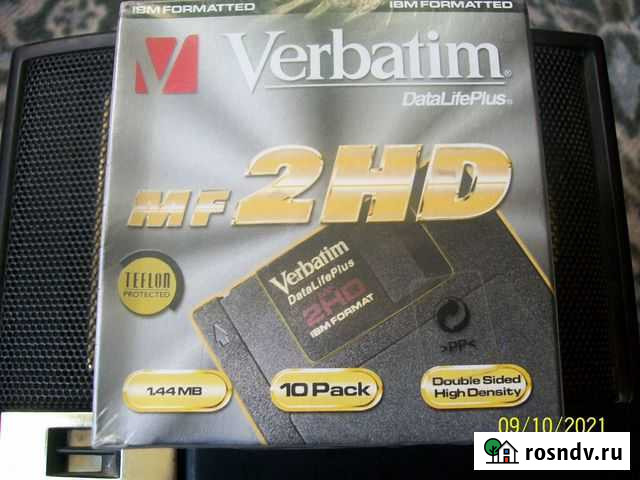 IBM FORMATTED IBM FORMATTED
Verbatim®
DataLifePlus®
MF 2HD
TEFLON
PROTECTED
Verbatim
DataLifePlus
2HD
IBM FORMAT
>PP<
1.44 MB
10 Pack
Double Sided
High Density
09/10/2021
rosndv.ru